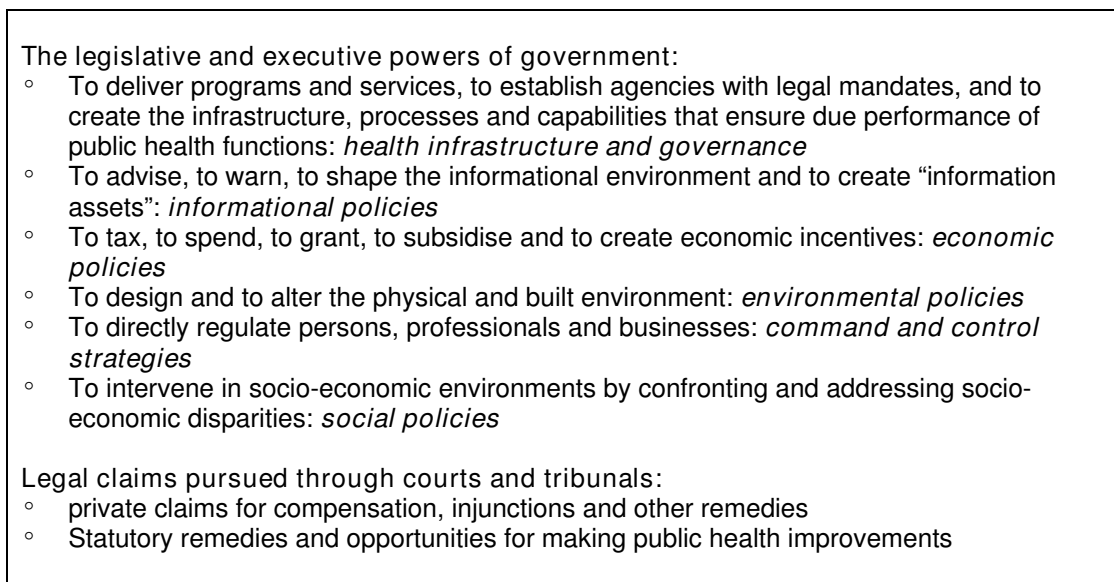 The legislative and executive powers of government:
◦ To deliver programs and services, to establish agencies with legal mandates, and to
create the infrastructure, processes and capabilities that ensure due performance of
public health functions: health infrastructure and governance
◦ To advise, to warn, to shape the informational environment and to create “information
assets”: informational policies
◦ To tax, to spend, to grant, to subsidise and to create economic incentives: economic
policies
◦ To design and to alter the physical and built environment: environmental policies
◦ To directly regulate persons, professionals and businesses: command and control
strategies
◦ To intervene in socio-economic environments by confronting and addressing socio-
economic disparities: social policies
Legal claims pursued through courts and tribunals:
◦ private claims for compensation, injunctions and other remedies
◦ Statutory remedies and opportunities for making public health improvements